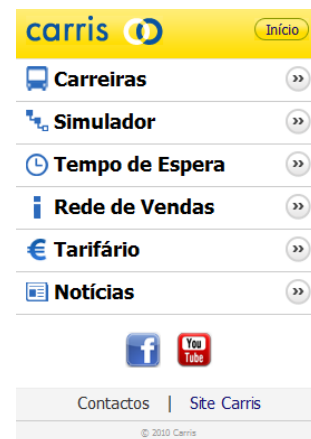 carris
Início
Carreiras
Simulador
Tempo de Espera
Rede de Vendas
Tarifário
Notícias
f You Tube
Contactos | Site Carris
© 2010 Carris